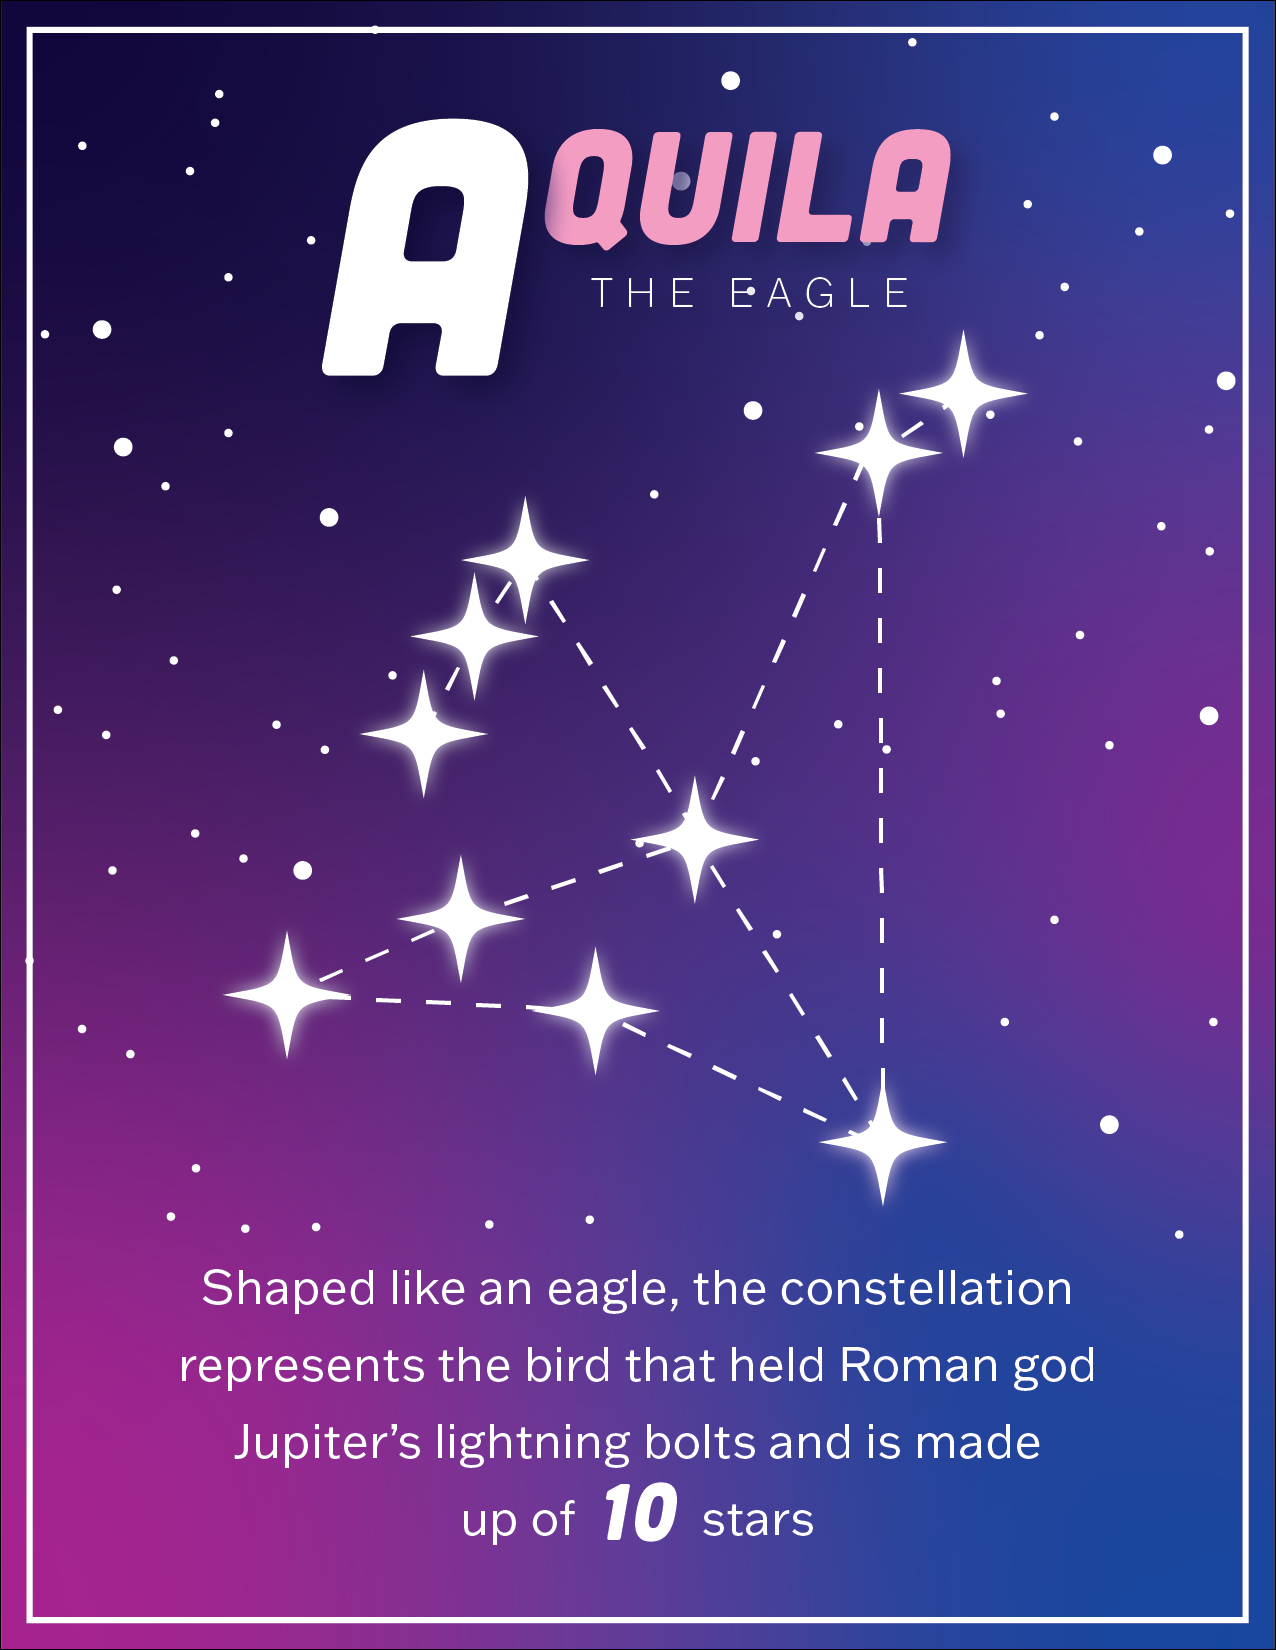 AQUILA
THE EAGLE
Shaped like an eagle, the constellation
represents the bird that held Roman god
Jupiter’s lightning bolts and is made
up of 10 stars